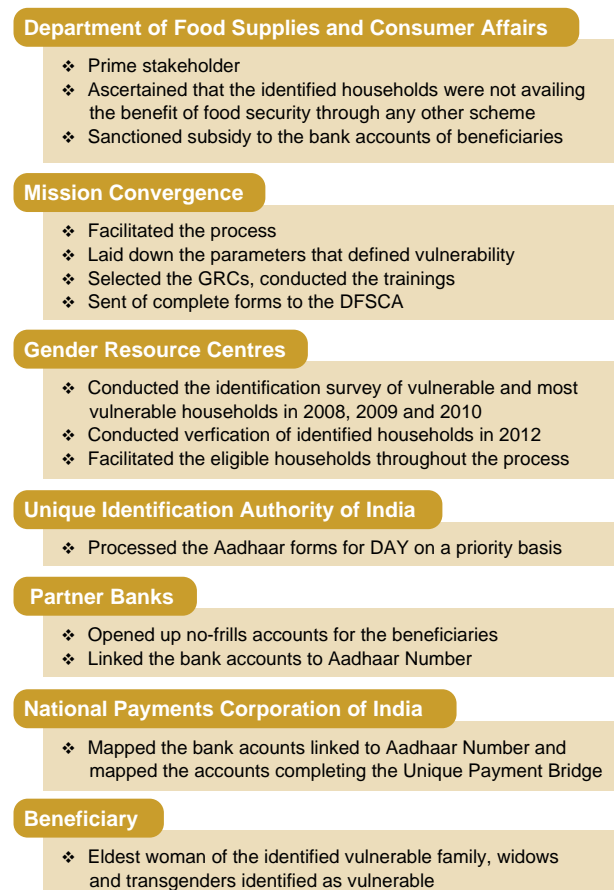 Department of Food Supplies and Consumer Affairs
❖ Prime stakeholder
❖ Ascertained that the identified households were not availing
the benefit of food security through any other scheme
❖ Sanctioned subsidy to the bank accounts of beneficiaries
Mission Convergence
❖ Facilitated the process
❖ Laid down the parameters that defined vulnerability
❖ Selected the GRCs, conducted the trainings
❖ Sent of complete forms to the DFSCA
Gender Resource Centres
❖ Conducted the identification survey of vulnerable and most
vulnerable households in 2008, 2009 and 2010
❖ Conducted verfication of identified households in 2012
❖ Facilitated the eligible households throughout the process
Unique Identification Authority of India
❖ Processed the Aadhaar forms for DAY on a priority basis
Partner Banks
❖ Opened up no-frills accounts for the beneficiaries
❖ Linked the bank accounts to Aadhaar Number
National Payments Corporation of India
❖ Mapped the bank acounts linked to Aadhaar Number and
mapped the accounts completing the Unique Payment Bridge
Beneficiary
❖ Eldest woman of the identified vulnerable family, widows
and transgenders identified as vulnerable